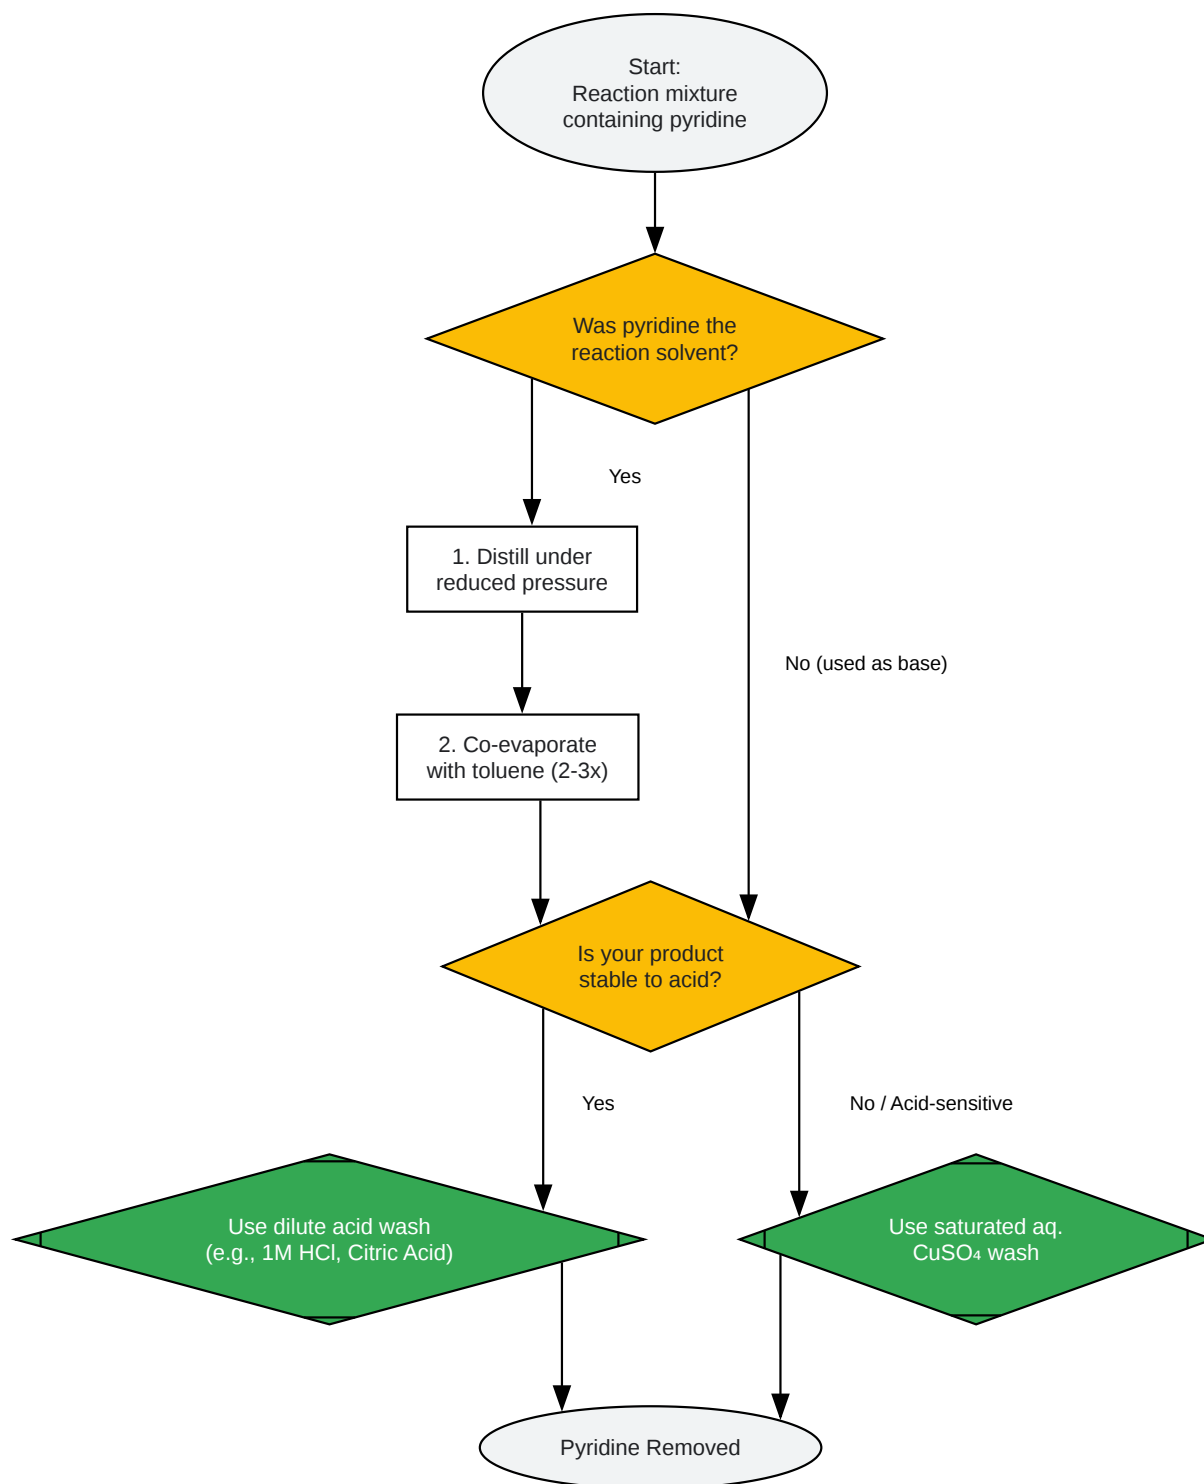 Start:
Reaction mixture
containing pyridine
Was pyridine the
reaction solvent?
Yes
1. Distill under
reduced pressure
No (used as base)
2. Co-evaporate
with toluene (2-3x)
Is your product
stable to acid?
Yes
No / Acid-sensitive
Use dilute acid wash
(e.g., 1M HCl, Citric Acid)
Use saturated aq.
CuSO₄ wash
Pyridine Removed